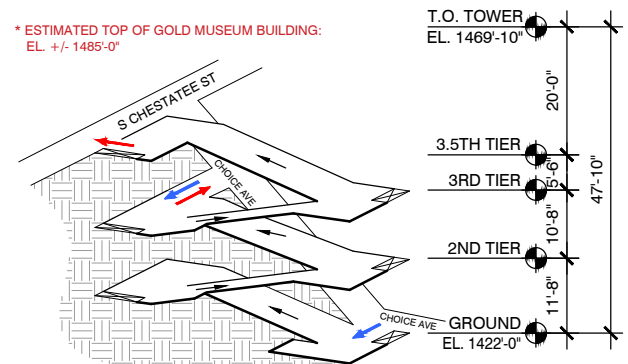 * ESTIMATED TOP OF GOLD MUSEUM BUILDING:
EL. +/- 1485'-0"
T.O. TOWER
EL. 1469'-10"
S CHESTATEE ST
20'-0"
3.5TH TIER
5'-6"
CHOICE AVE
3RD TIER
47'-10"
10'-8"
2ND TIER
11'-8"
CHOICE AVE
GROUND
EL. 1422'-0"